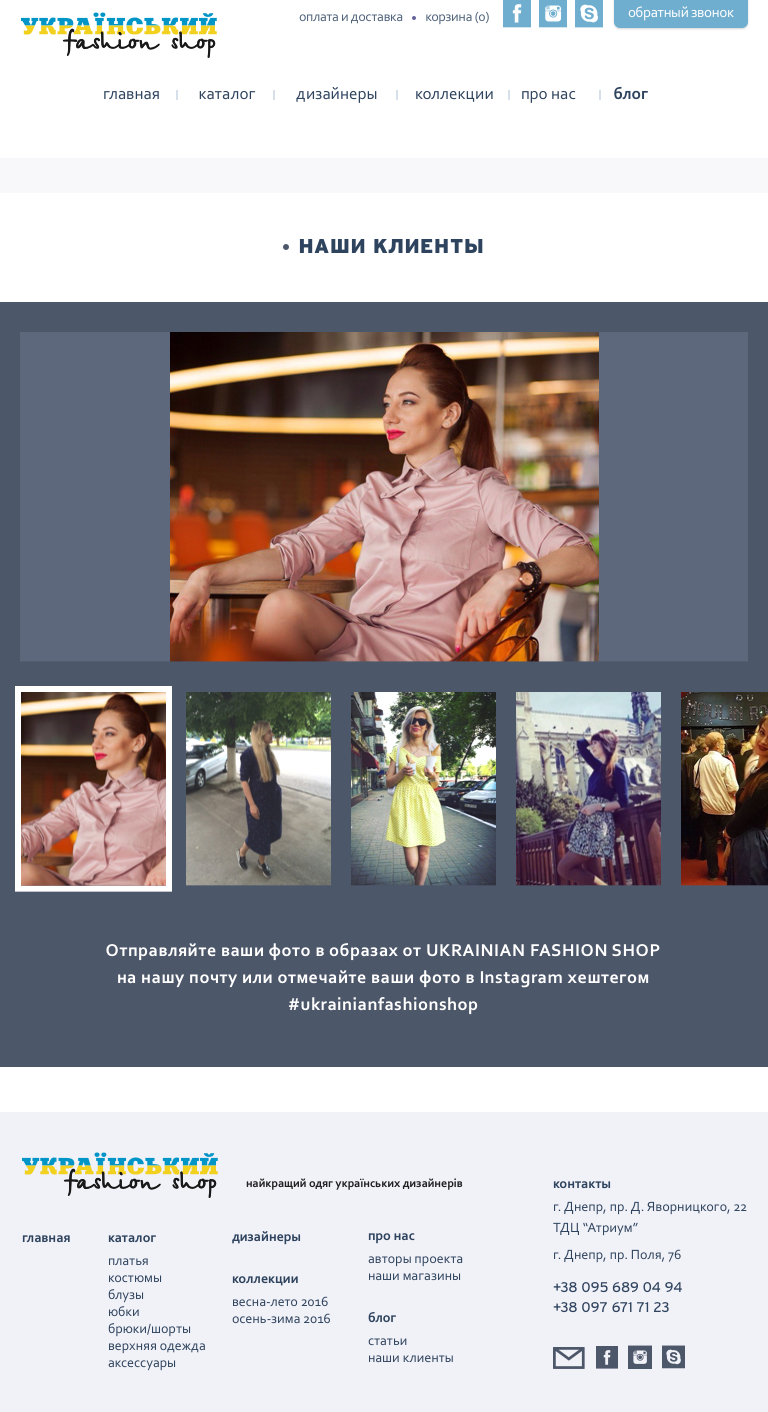 УКРАЇНСЬКИЙ
fashion shop
оплата и доставка • корзина (0)
обратный звонок
главная | каталог | дизайнеры | коллекции | про нас | блог
• НАШИ КЛИЕНТЫ
Отправляйте ваши фото в образах от UKRAINIAN FASHION SHOP
на нашу почту или отмечайте ваши фото в Instagram хештегом
#ukrainianfashionshop
УКРАЇНСЬКИЙ
fashion shop
найкращий одяг українських дизайнерів
главная
каталог
платья
костюмы
блузы
юбки
брюки/шорты
верхняя одежда
аксессуары
дизайнеры
коллекции
весна-лето 2016
осень-зима 2016
про нас
авторы проекта
наши магазины
блог
статьи
наши клиенты
контакты
г. Днепр, пр. Д. Яворницкого, 22
ТДЦ “Атриум”
г. Днепр, пр. Поля, 76
+38 095 689 04 94
+38 097 671 71 23